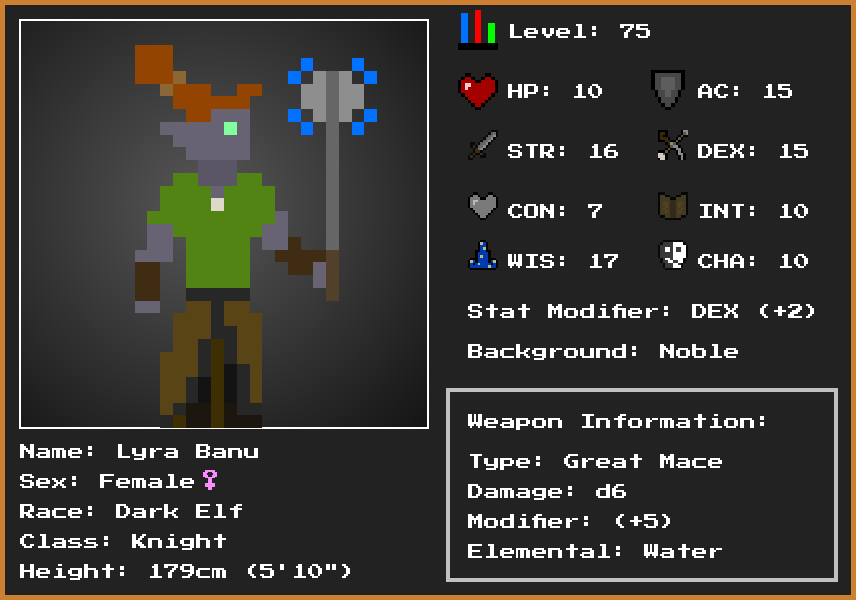 Level: 75
HP: 10 AC: 15
STR: 16 DEX: 15
CON: 7 INT: 10
WIS: 17 CHA: 10
Stat Modifier: DEX (+2)
Background: Noble
Weapon Information:
Type: Great Mace
Damage: d6
Modifier: (+5)
Elemental: Water
Name: Lyra Banu
Sex: Female♀
Race: Dark Elf
Class: Knight
Height: 179cm (5'10")